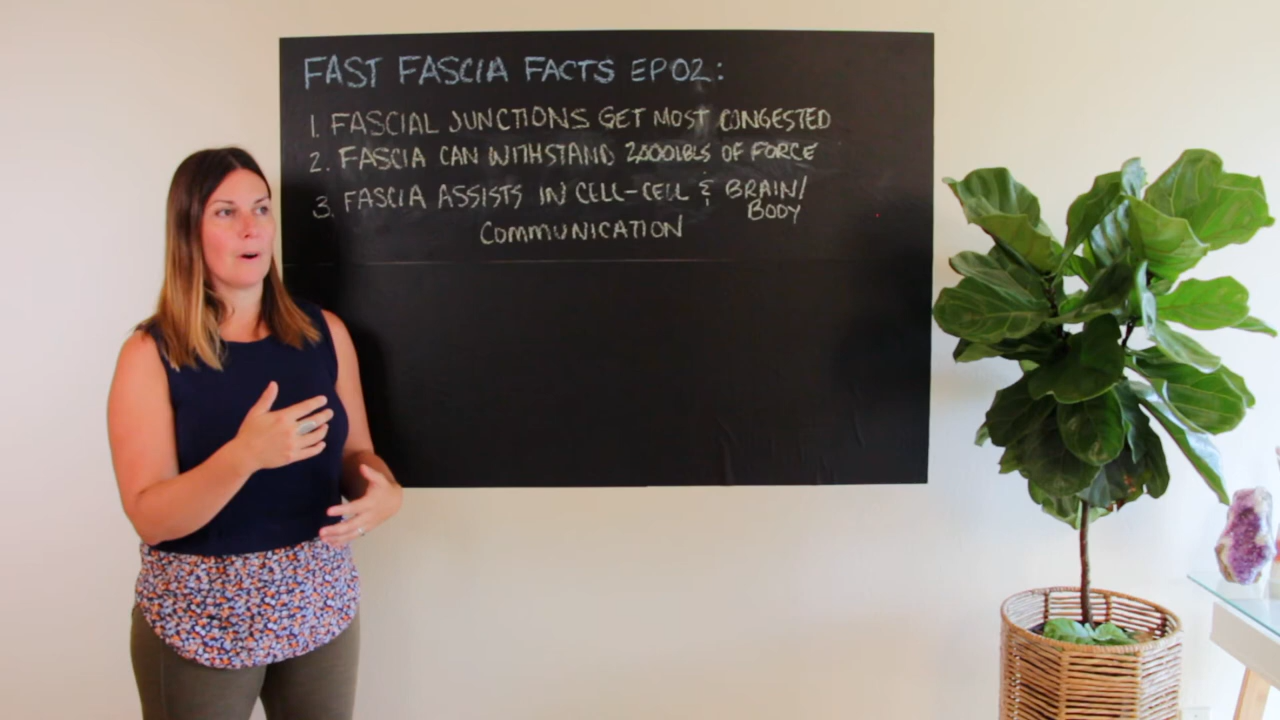 FAST FASCIA FACTS EP02:
1. FASCIAL JUNCTIONS GET MOST CONGESTED
2. FASCIA CAN WITHSTAND 2000lbs OF FORCE
3. FASCIA ASSISTS IN CELL-CELL & BRAIN/
BODY
COMMUNICATION